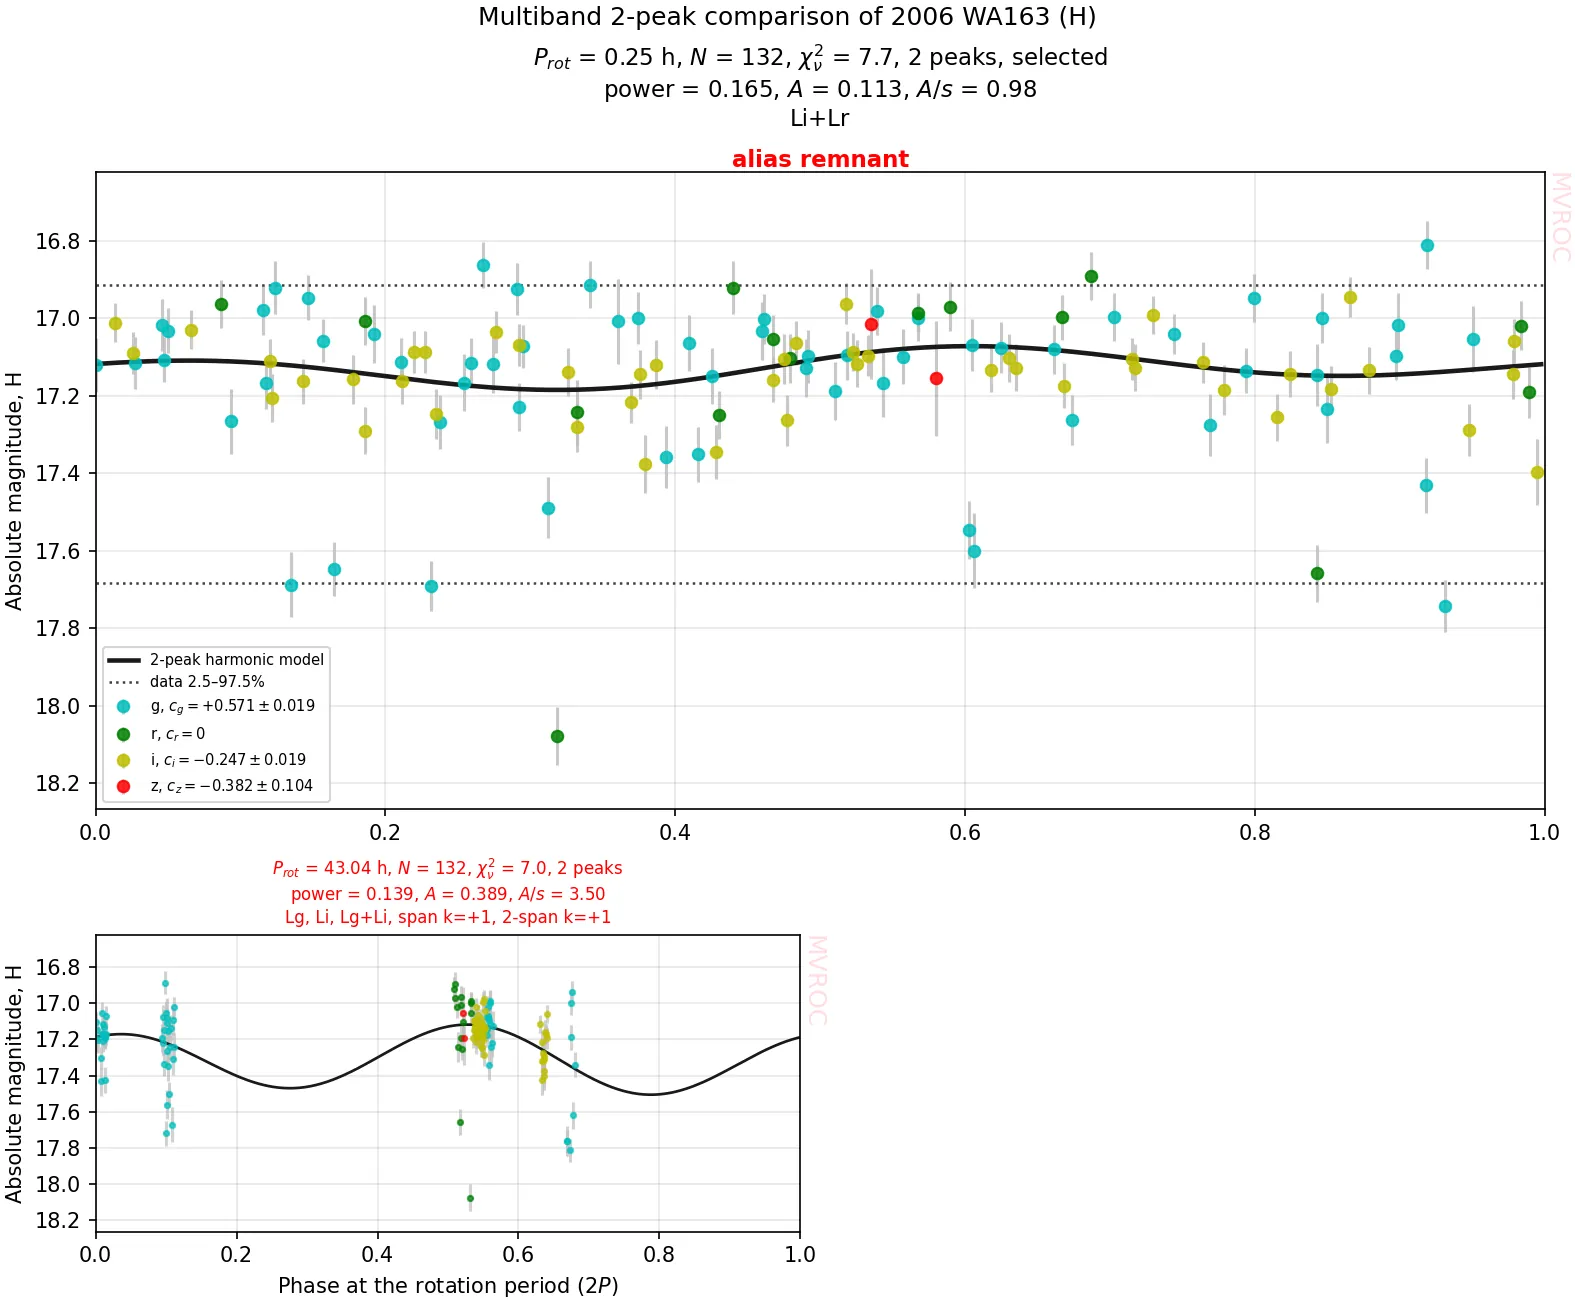 Multiband 2-peak comparison of 2006 WA163 (H)
P_rot = 0.25 h, N = 132, χ²_ν = 7.7, 2 peaks, selected
power = 0.165, A = 0.113, A/s = 0.98
Li+Lr
alias remnant
MVROC
Absolute magnitude, H
16.8
17.0
17.2
17.4
17.6
17.8
18.0
18.2
2-peak harmonic model
data 2.5–97.5%
g, c_g = +0.571 ± 0.019
r, c_r = 0
i, c_i = −0.247 ± 0.019
z, c_z = −0.382 ± 0.104
0.0 0.2 0.4 0.6 0.8 1.0
P_rot = 43.04 h, N = 132, χ²_ν = 7.0, 2 peaks
power = 0.139, A = 0.389, A/s = 3.50
Lg, Li, Lg+Li, span k=+1, 2-span k=+1
MVROC
Absolute magnitude, H
16.8
17.0
17.2
17.4
17.6
17.8
18.0
18.2
0.0 0.2 0.4 0.6 0.8 1.0
Phase at the rotation period (2P)